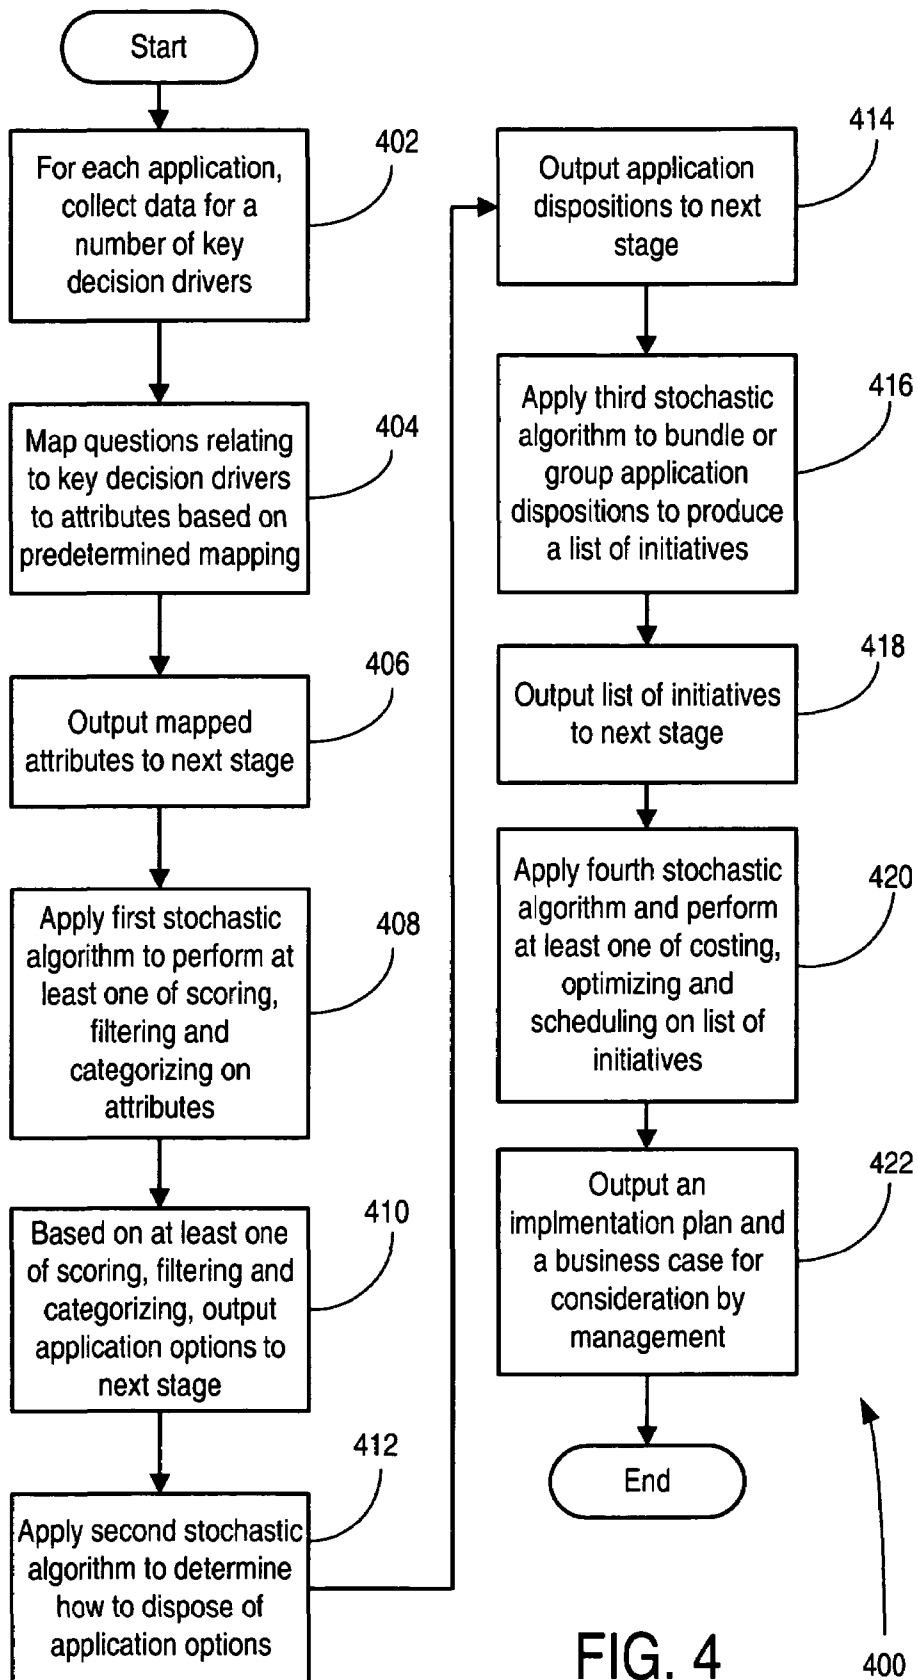 Start
For each application,
collect data for a
number of key
decision drivers
402
Map questions relating
to key decision drivers
to attributes based on
predetermined mapping
404
Output mapped
attributes to next stage
406
Apply first stochastic
algorithm to perform at
least one of scoring,
filtering and
categorizing on
attributes
408
Based on at least one
of scoring, filtering and
categorizing, output
application options to
next stage
410
Apply second stochastic
algorithm to determine
how to dispose of
application options
412
Output application
dispositions to next
stage
414
Apply third stochastic
algorithm to bundle or
group application
dispositions to produce
a list of initiatives
416
Output list of initiatives
to next stage
418
Apply fourth stochastic
algorithm and perform
at least one of costing,
optimizing and
scheduling on list of
initiatives
420
Output an
implmentation plan and
a business case for
consideration by
management
422
End
FIG. 4
400